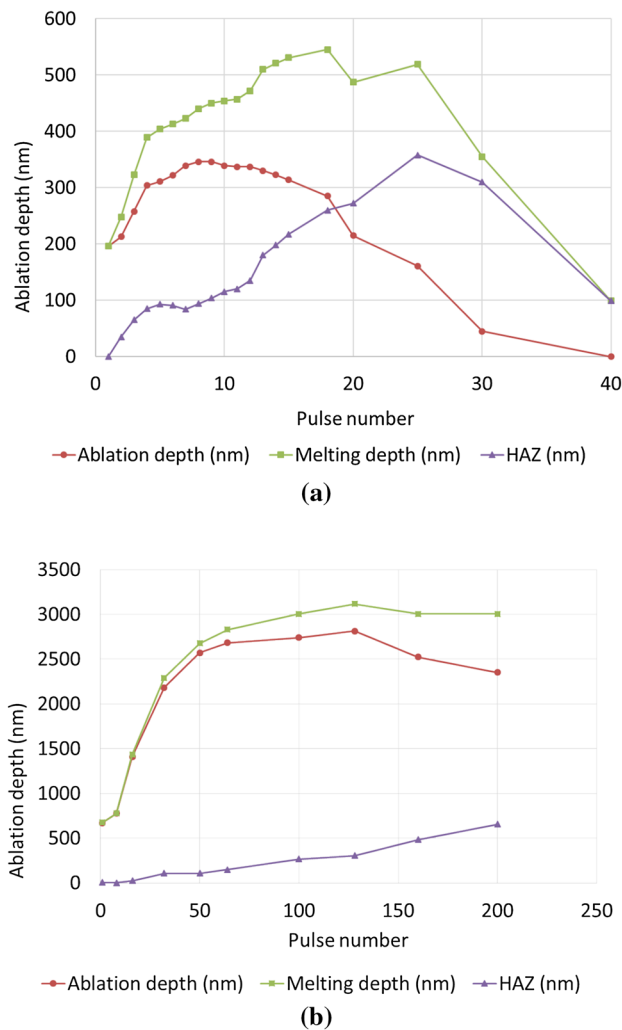 600
500
400
300
200
100
0
Ablation depth (nm)
0 10 20 30 40
Pulse number
Ablation depth (nm) Melting depth (nm) HAZ (nm)
(a)
3500
3000
2500
2000
1500
1000
500
0
Ablation depth (nm)
0 50 100 150 200 250
Pulse number
Ablation depth (nm) Melting depth (nm) HAZ (nm)
(b)